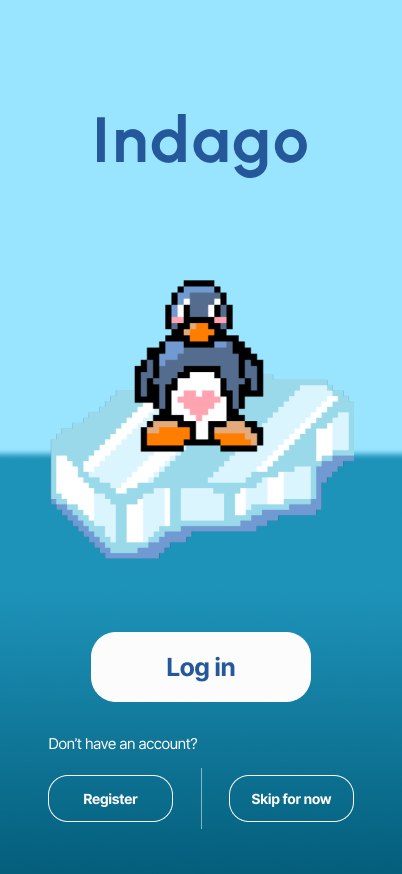 Indago
Log in
Don't have an account?
Register
Skip for now